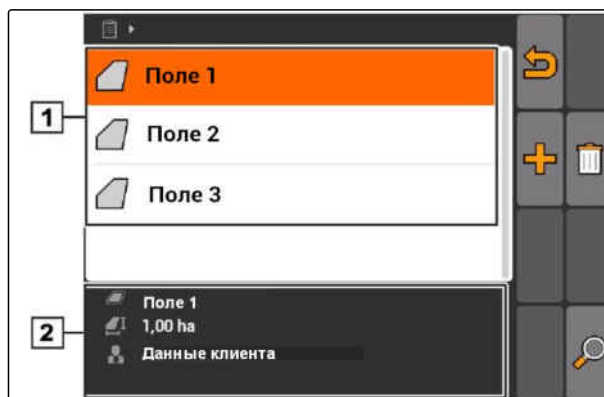 Поле 1
1
Поле 2
Поле 3
Поле 1
2
1,00 ha
Данные клиента